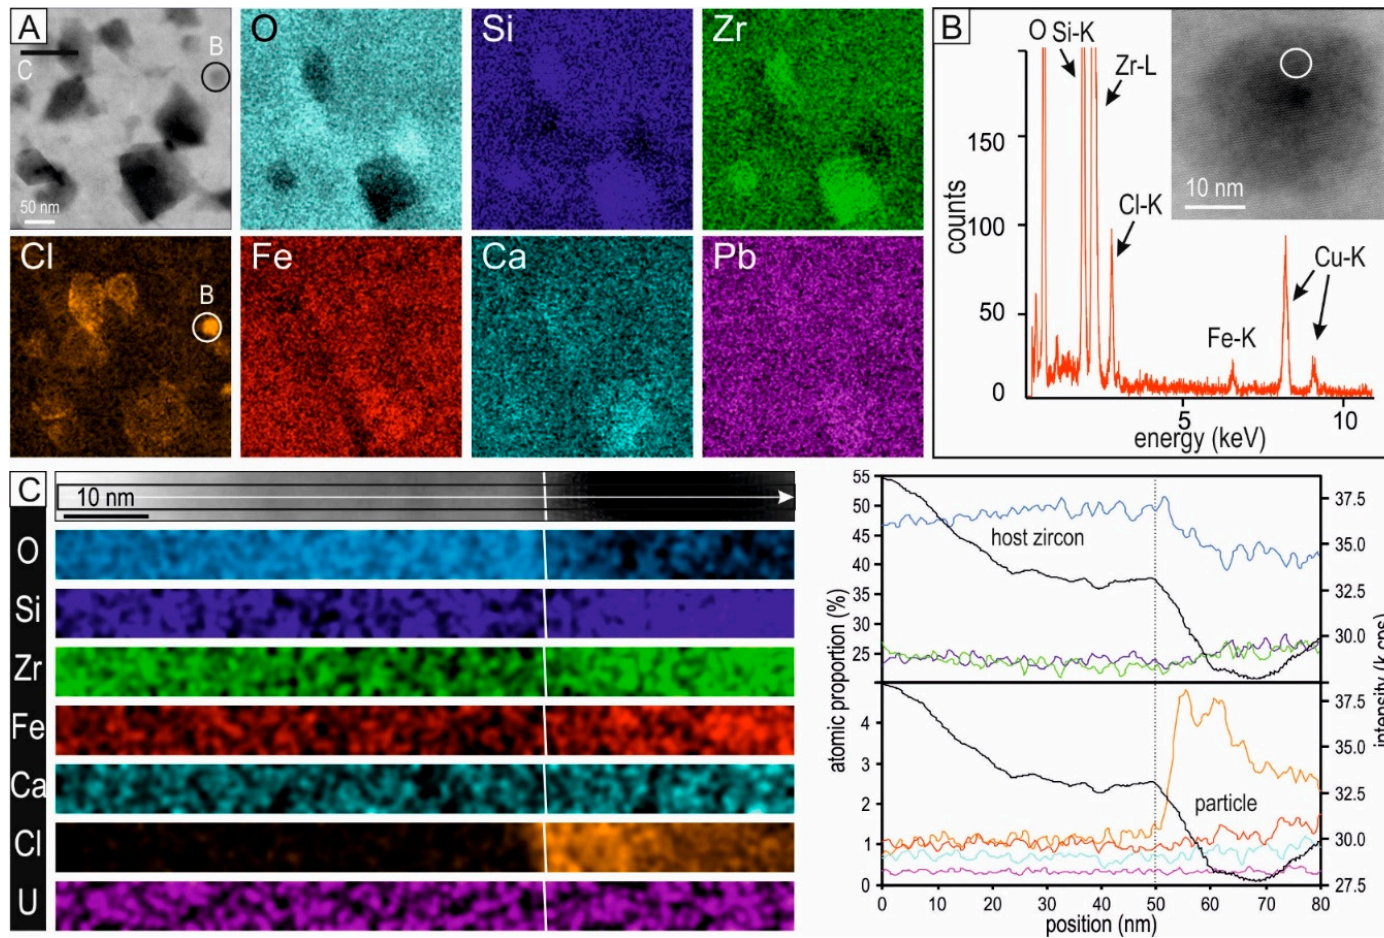 A
B
C
50 nm
O
Si
Zr
Cl
B
Fe
Ca
Pb
B
O Si-K
Zr-L
Cl-K
Fe-K
Cu-K
10 nm
counts
150
100
50
0
5
10
energy (keV)
C
10 nm
O
Si
Zr
Fe
Ca
Cl
U
55
50
45
40
35
30
25
host zircon
37.5
35.0
32.5
30.0
4
3
2
1
0
particle
37.5
35.0
32.5
30.0
27.5
atomic proportion (%)
intensity (k cps)
0 10 20 30 40 50 60 70 80
position (nm)